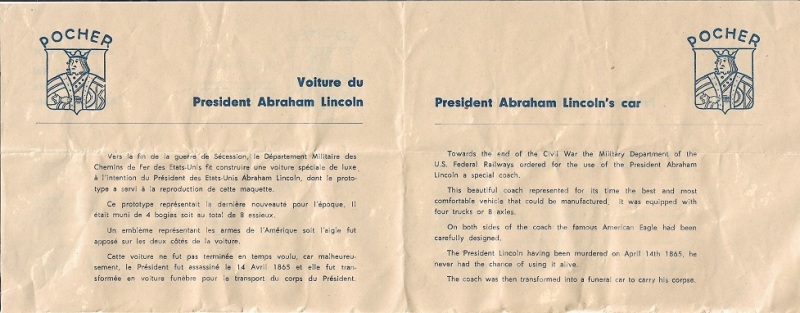 POCHER
Voiture du
President Abraham Lincoln
Vers la fin de la guerre de Sécession, le Département Militaire des
Chemins de Fer des Etats-Unis fit construire une voiture spéciale de luxe
à l'intention du Président des Etats-Unis Abraham Lincoln, dont le proto-
type a servi à la reproduction de cette maquette.
Ce prototype représentait la dernière nouveauté pour l'époque. Il
était muni de 4 bogias soit au total de 8 essieux.
Un emblème représentant les armes de l'Amérique soit l'aigle fut
apposé sur les deux côtés de la voiture.
Cette voiture ne fut pas terminée en temps voulu, car malheureu-
sement, le Président fut assassiné le 14 Avril 1865 et elle fut tran-
sformée en voiture funèbre pour le transport du corps du Président.
POCHER
President Abraham Lincoln's car
Towards the end of the Civil War the Military Department of the
U.S. Federal Railways ordered for the use of the President Abraham
Lincoln a special coach.
This beautiful coach represented for its time the best and most
comfortable vehicle that could be manufactured. It was equipped with
four trucks or 8 axles.
On both sides of the coach the famous American Eagle had been
carefully designed.
The President Lincoln having been murdered on April 14th 1865, he
never had the chance of using it alive.
The coach was then transformed into a funeral car to carry his corpse.